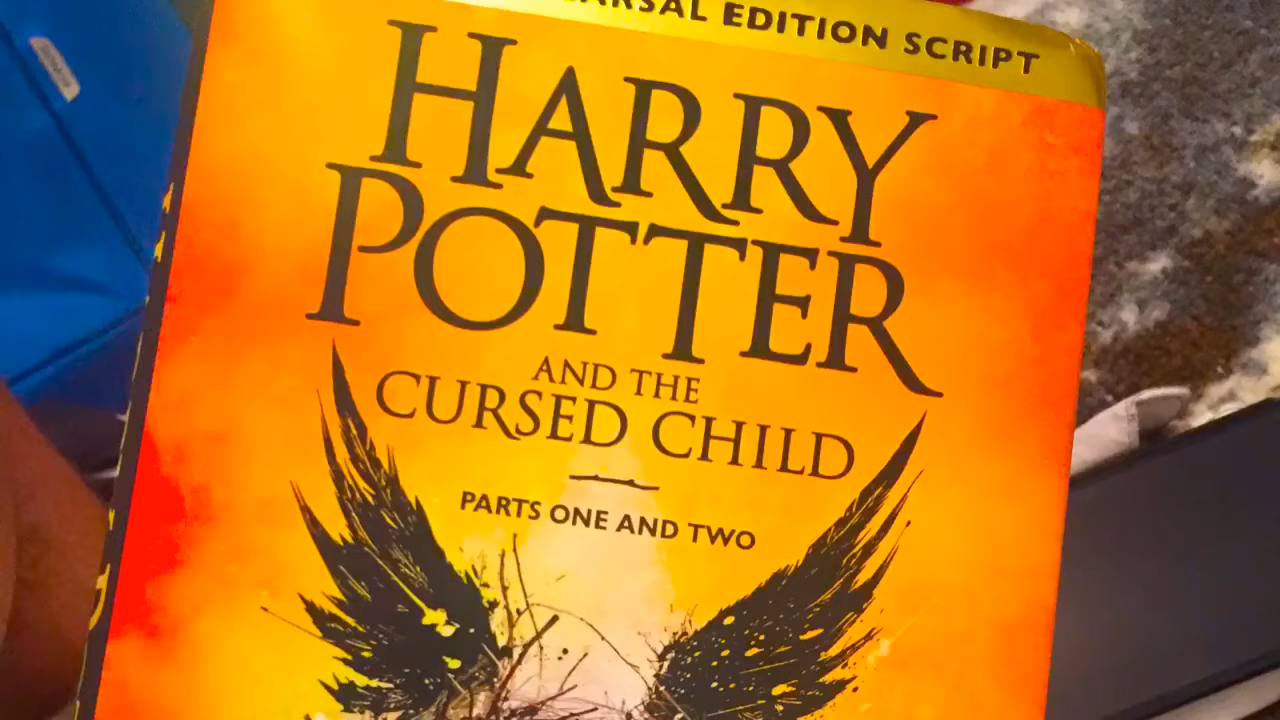 EDITION SCRIPT
HARRY
POTTER
AND THE
CURSED CHILD
PARTS ONE AND TWO